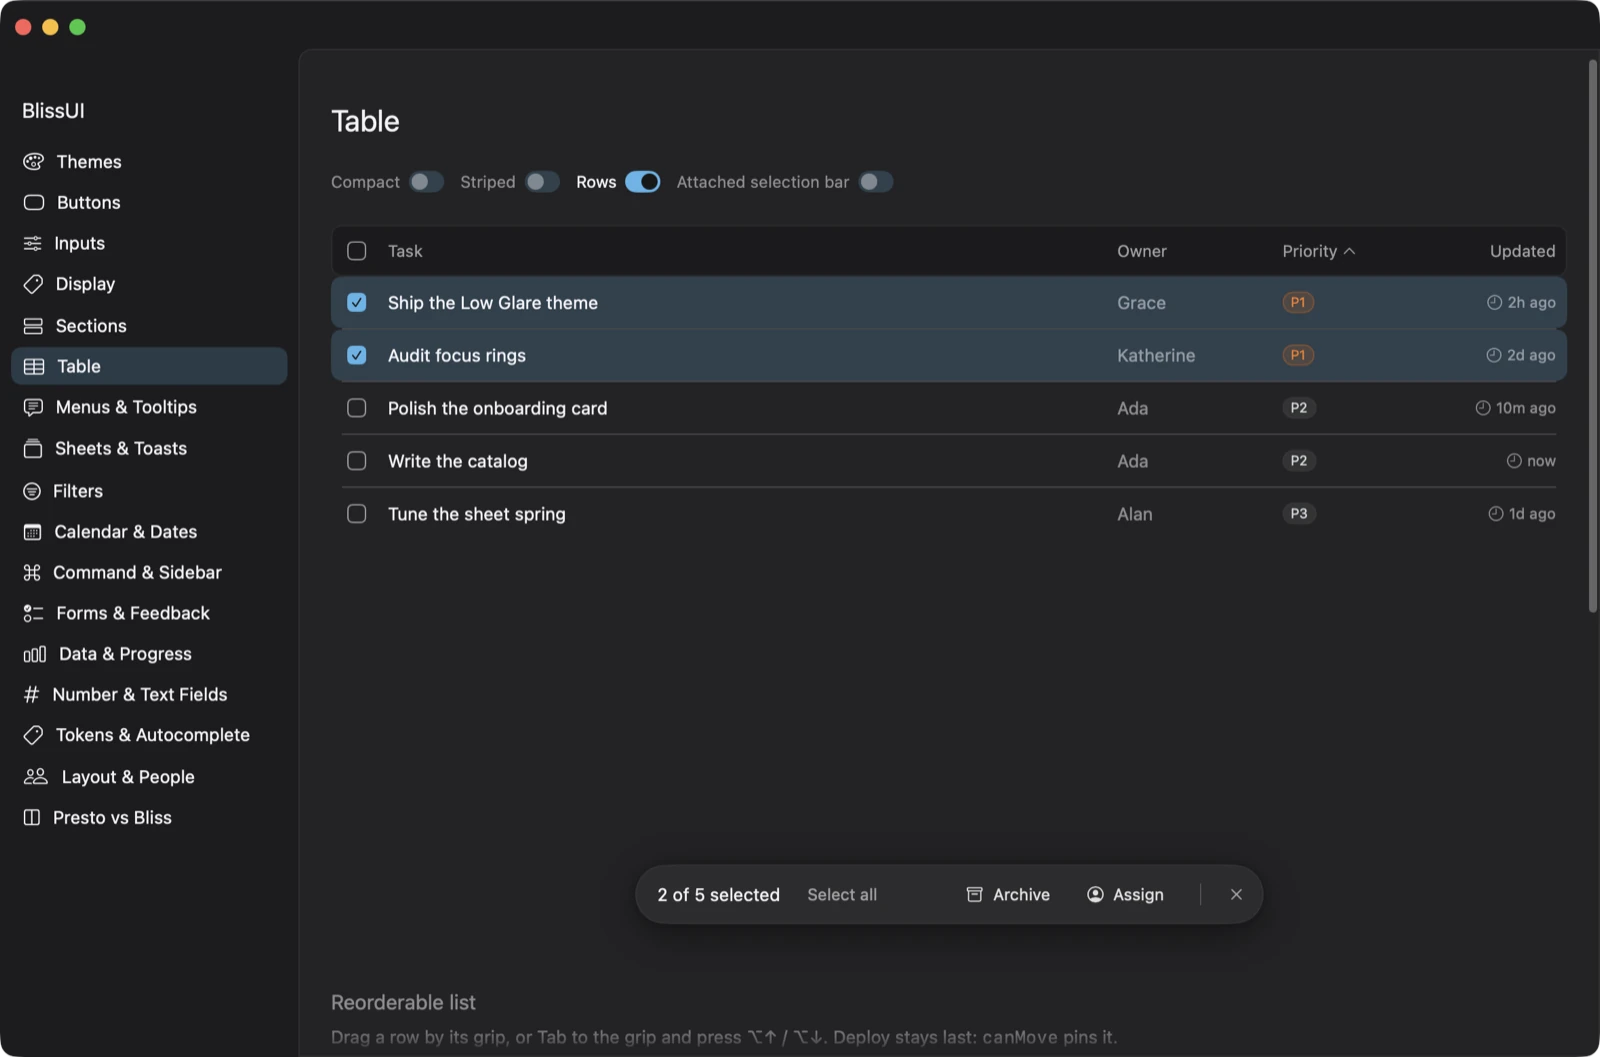 BlissUI
Themes
Buttons
Inputs
Display
Sections
Table
Menus & Tooltips
Sheets & Toasts
Filters
Calendar & Dates
Command & Sidebar
Forms & Feedback
Data & Progress
Number & Text Fields
Tokens & Autocomplete
Layout & People
Presto vs Bliss
Table
Compact Striped Rows Attached selection bar
Task Owner Priority Updated
Ship the Low Glare theme Grace P1 2h ago
Audit focus rings Katherine P1 2d ago
Polish the onboarding card Ada P2 10m ago
Write the catalog Ada P2 now
Tune the sheet spring Alan P3 1d ago
2 of 5 selected Select all Archive Assign
Reorderable list
Drag a row by its grip, or Tab to the grip and press ⌥↑ / ⌥↓. Deploy stays last: canMove pins it.